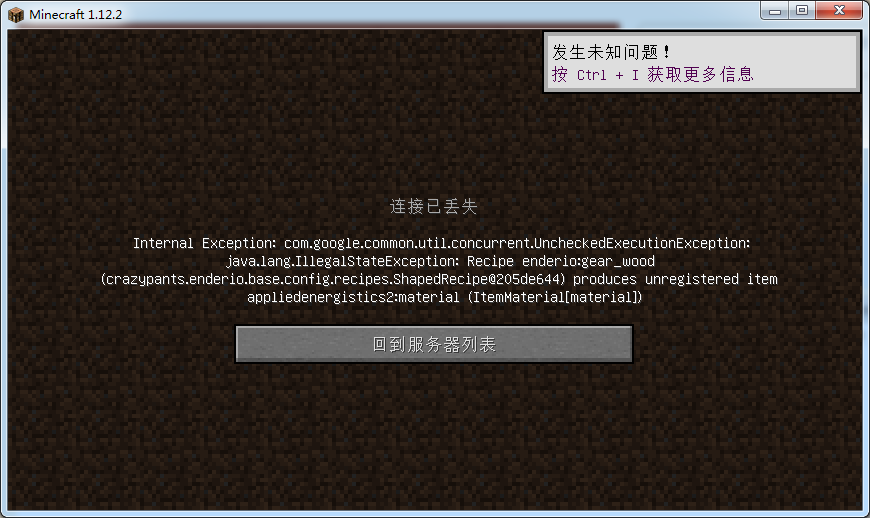 Minecraft 1.12.2
发生未知问题！
按 Ctrl + I 获取更多信息
连接已丢失
Internal Exception: com.google.common.util.concurrent.UncheckedExecutionException:
java.lang.IllegalStateException: Recipe enderio:gear_wood
(crazypants.enderio.base.config.recipes.ShapedRecipe@205de644) produces unregistered item
appliedenergistics2:material (ItemMaterial[material])
回到服务器列表